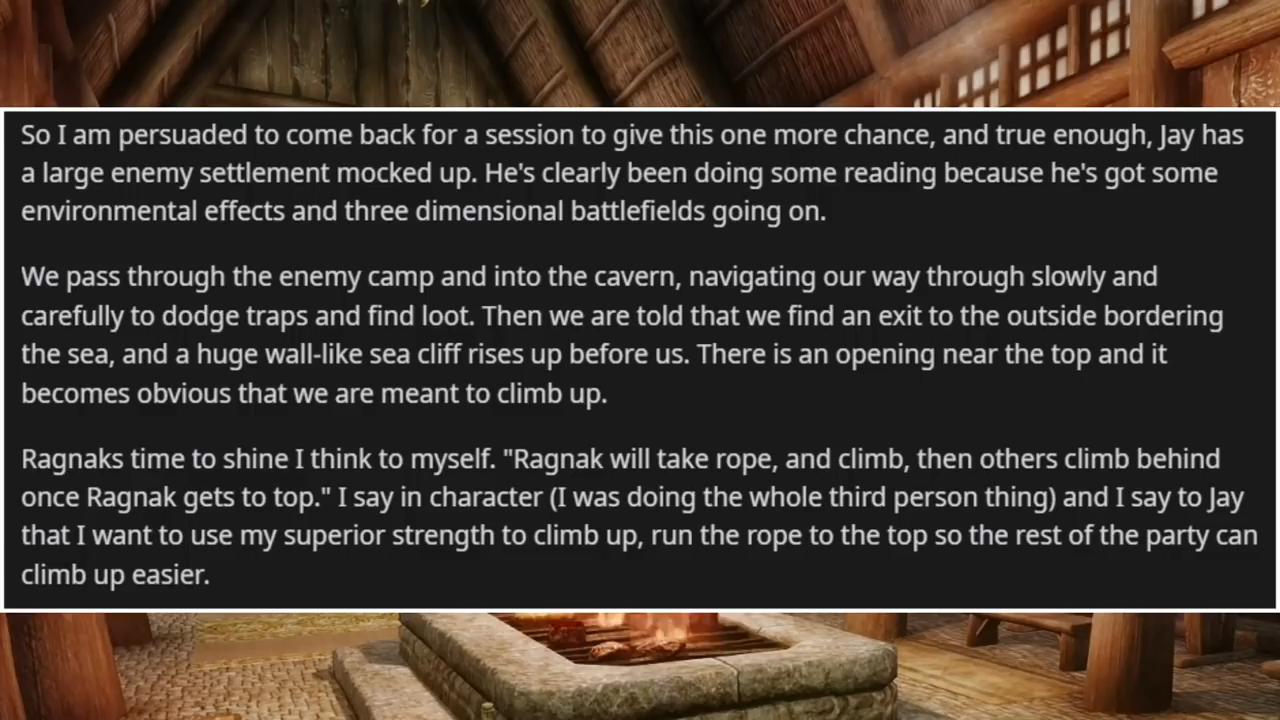 So I am persuaded to come back for a session to give this one more chance, and true enough, Jay has
a large enemy settlement mocked up. He's clearly been doing some reading because he's got some
environmental effects and three dimensional battlefields going on.
We pass through the enemy camp and into the cavern, navigating our way through slowly and
carefully to dodge traps and find loot. Then we are told that we find an exit to the outside bordering
the sea, and a huge wall-like sea cliff rises up before us. There is an opening near the top and it
becomes obvious that we are meant to climb up.
Ragnaks time to shine I think to myself. "Ragnak will take rope, and climb, then others climb behind
once Ragnak gets to top." I say in character (I was doing the whole third person thing) and I say to Jay
that I want to use my superior strength to climb up, run the rope to the top so the rest of the party can
climb up easier.